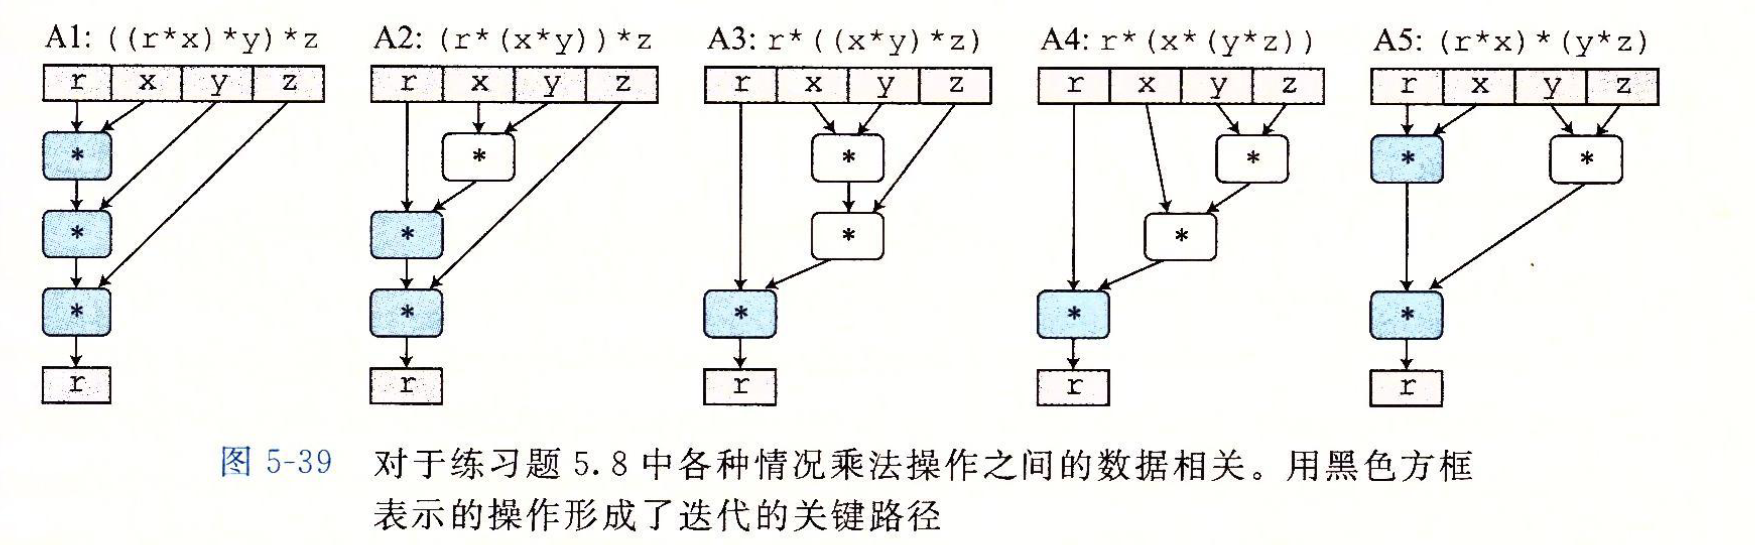 A1: ((r*x)*y)*z A2: (r*(x*y))*z A3: r*((x*y)*z) A4: r*(x*(y*z)) A5: (r*x)*(y*z)
r x y z r x y z r x y z r x y z r x y z
* * * * * *
* * * *
* * * * *
r r r r r
图 5-39 对于练习题 5.8 中各种情况乘法操作之间的数据相关。用黑色方框
表示的操作形成了迭代的关键路径